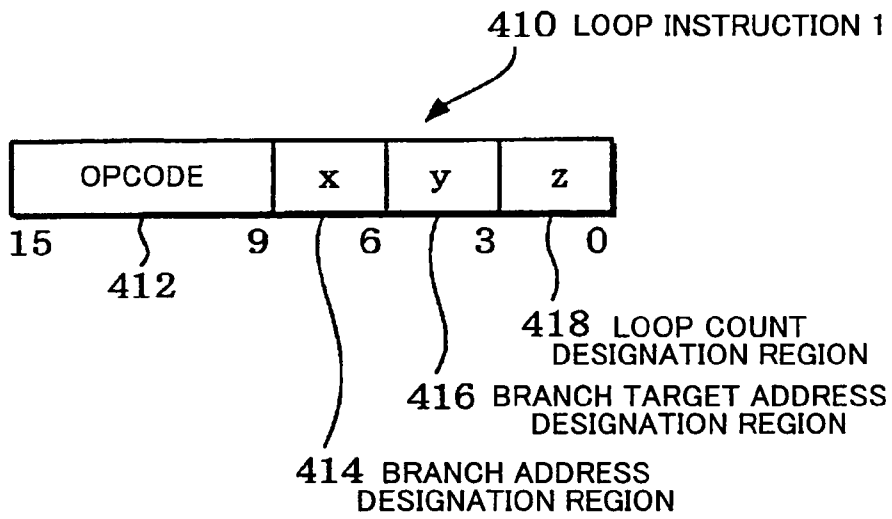 410 LOOP INSTRUCTION 1
OPCODE x y z
15 9 6 3 0
412
418 LOOP COUNT
DESIGNATION REGION
416 BRANCH TARGET ADDRESS
DESIGNATION REGION
414 BRANCH ADDRESS
DESIGNATION REGION